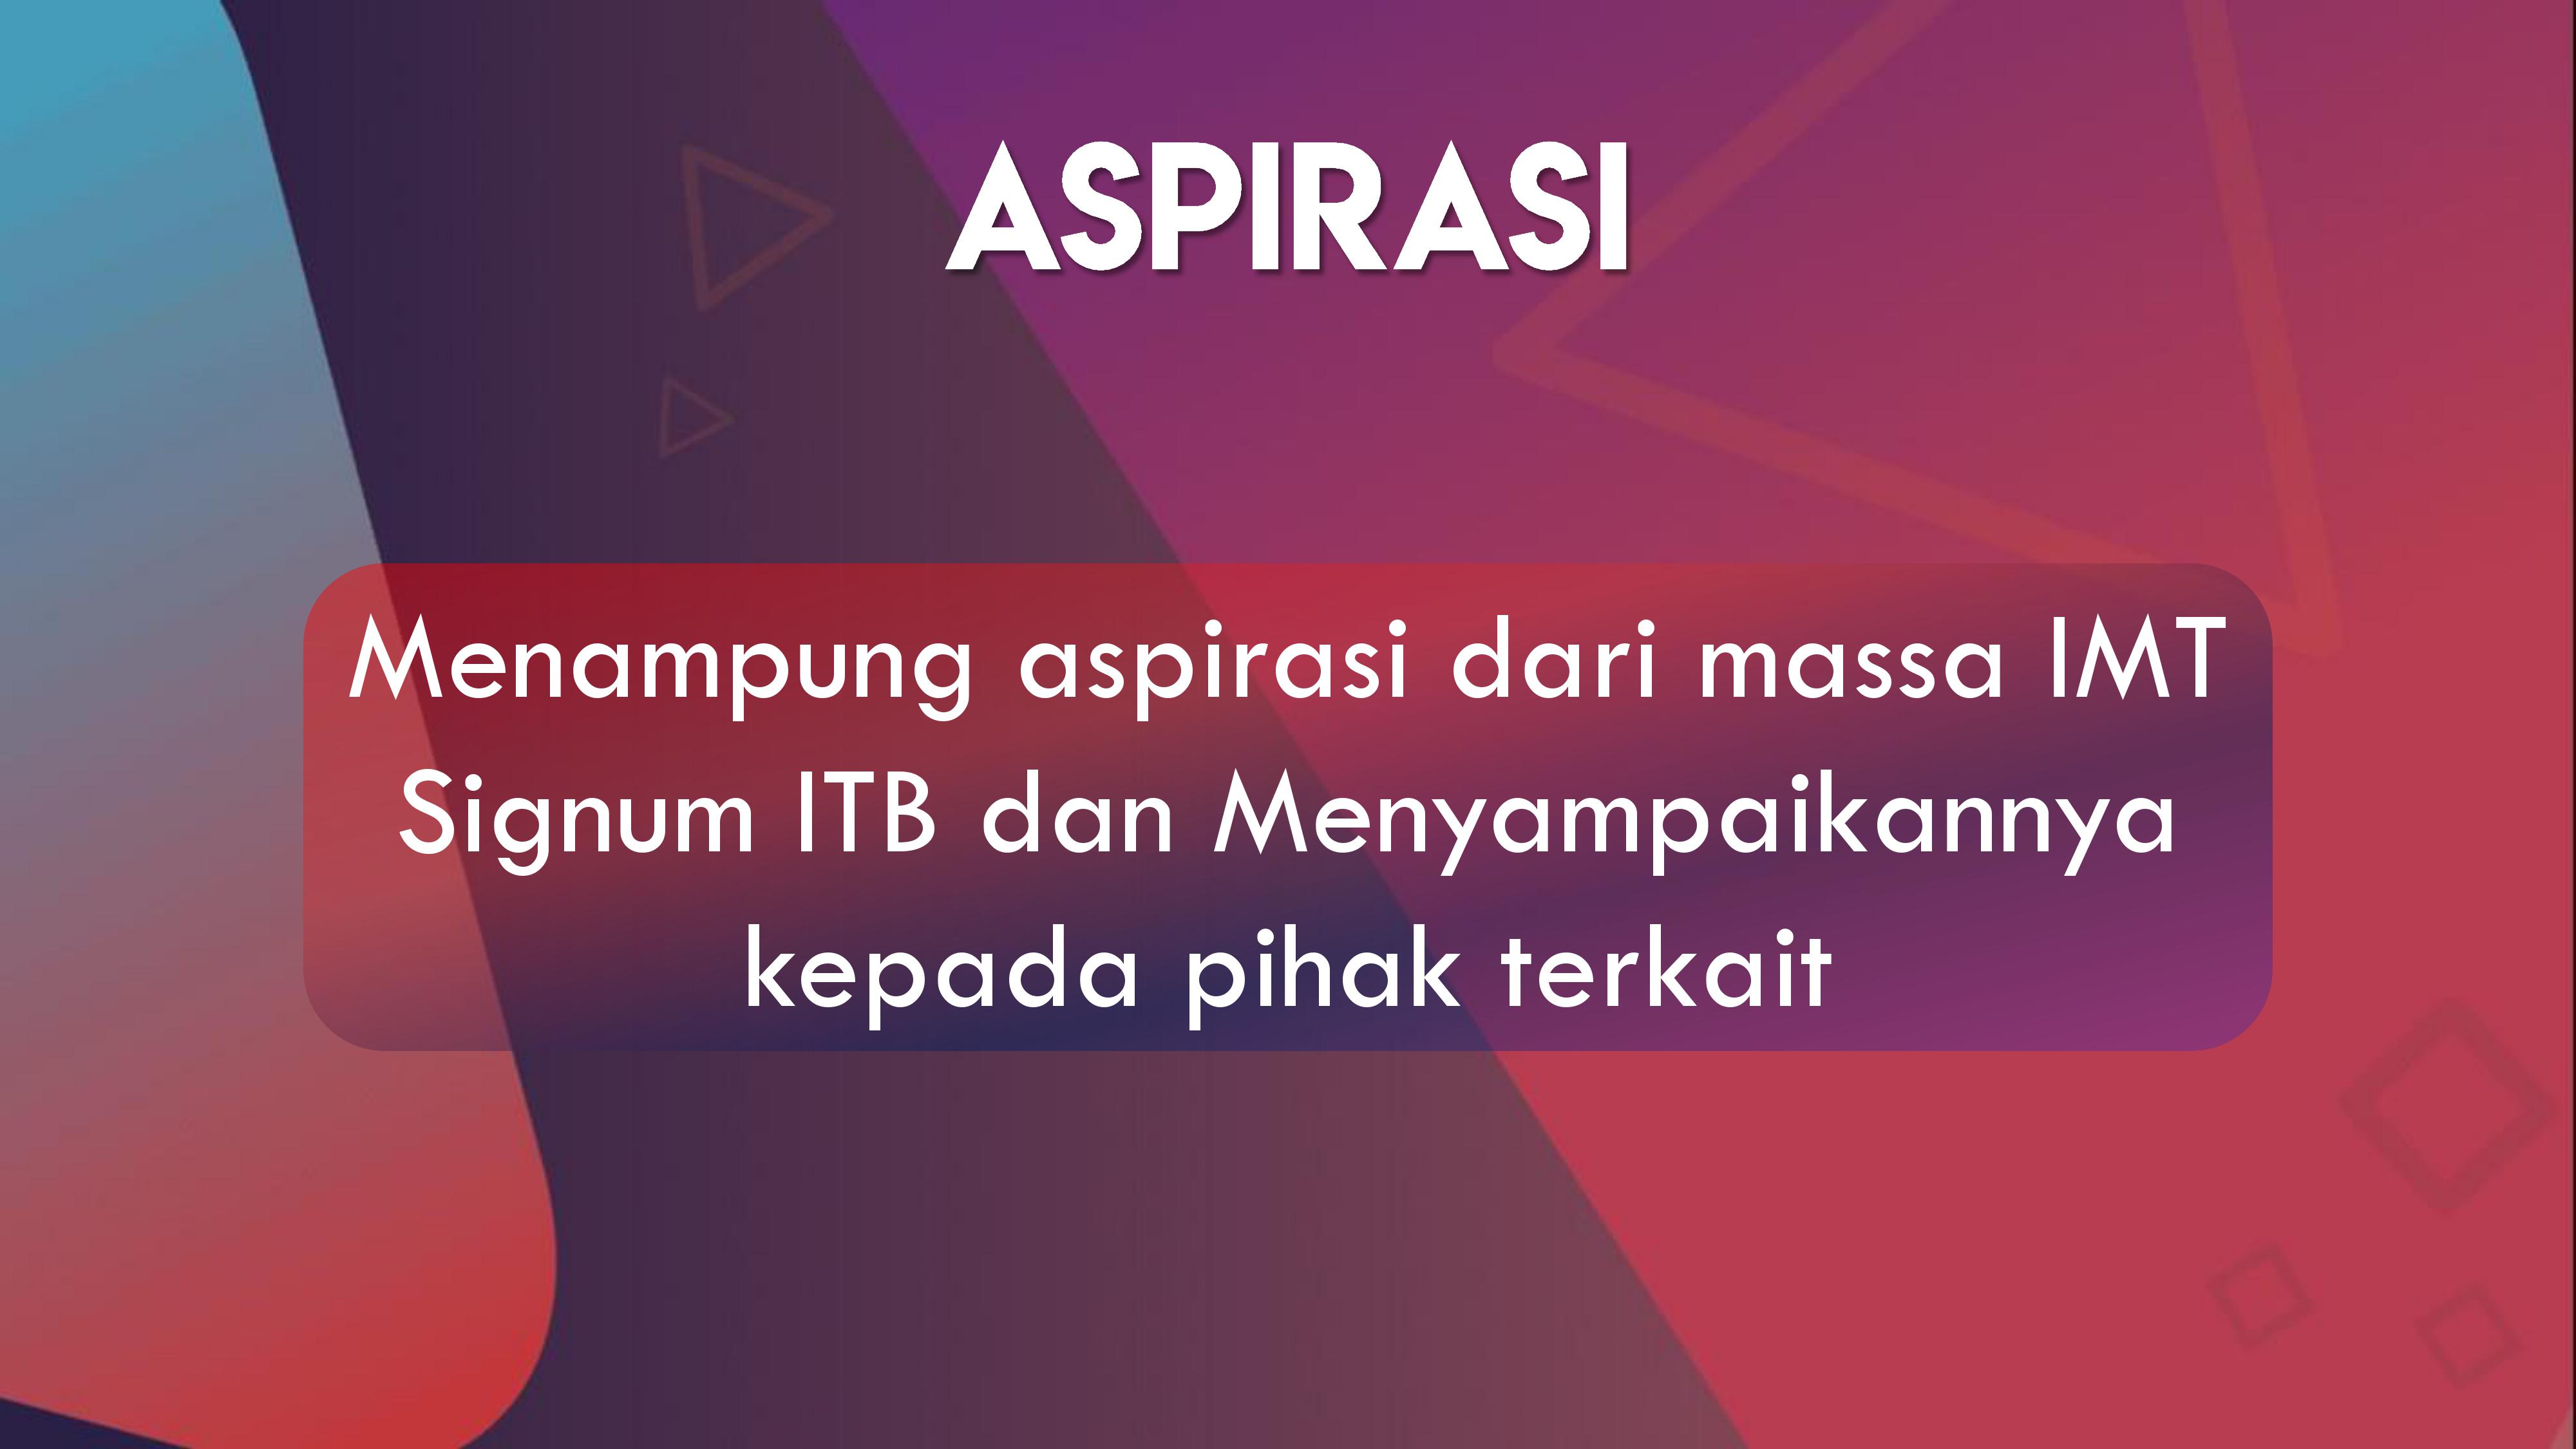 ASPIRASI
Menampung aspirasi dari massa IMT
Signum ITB dan Menyampaikannya
kepada pihak terkait